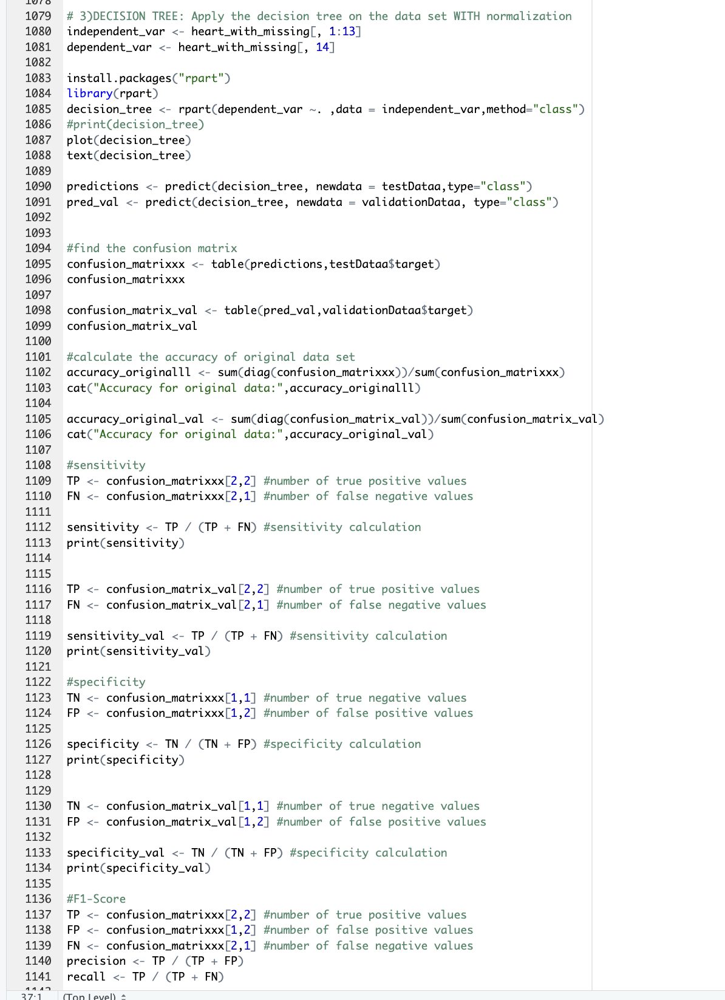 1078
1079 # 3)DECISION TREE: Apply the decision tree on the data set WITH normalization
1080 independent_var <- heart_with_missing[, 1:13]
1081 dependent_var <- heart_with_missing[, 14]
1082
1083 install.packages("rpart")
1084 library(rpart)
1085 decision_tree <- rpart(dependent_var ~. ,data = independent_var,method="class")
1086 #print(decision_tree)
1087 plot(decision_tree)
1088 text(decision_tree)
1089
1090 predictions <- predict(decision_tree, newdata = testDataa,type="class")
1091 pred_val <- predict(decision_tree, newdata = validationDataa, type="class")
1092
1093
1094 #find the confusion matrix
1095 confusion_matrixxx <- table(predictions,testDataa$target)
1096 confusion_matrixxx
1097
1098 confusion_matrix_val <- table(pred_val,validationDataa$target)
1099 confusion_matrix_val
1100
1101 #calculate the accuracy of original data set
1102 accuracy_originalll <- sum(diag(confusion_matrixxx))/sum(confusion_matrixxx)
1103 cat("Accuracy for original data:",accuracy_originalll)
1104
1105 accuracy_original_val <- sum(diag(confusion_matrix_val))/sum(confusion_matrix_val)
1106 cat("Accuracy for original data:",accuracy_original_val)
1107
1108 #sensitivity
1109 TP <- confusion_matrixxx[2,2] #number of true positive values
1110 FN <- confusion_matrixxx[2,1] #number of false negative values
1111
1112 sensitivity <- TP / (TP + FN) #sensitivity calculation
1113 print(sensitivity)
1114
1115
1116 TP <- confusion_matrix_val[2,2] #number of true positive values
1117 FN <- confusion_matrix_val[2,1] #number of false negative values
1118
1119 sensitivity_val <- TP / (TP + FN) #sensitivity calculation
1120 print(sensitivity_val)
1121
1122 #specificity
1123 TN <- confusion_matrixxx[1,1] #number of true negative values
1124 FP <- confusion_matrixxx[1,2] #number of false positive values
1125
1126 specificity <- TN / (TN + FP) #specificity calculation
1127 print(specificity)
1128
1129
1130 TN <- confusion_matrix_val[1,1] #number of true negative values
1131 FP <- confusion_matrix_val[1,2] #number of false positive values
1132
1133 specificity_val <- TN / (TN + FP) #specificity calculation
1134 print(specificity_val)
1135
1136 #F1-Score
1137 TP <- confusion_matrixxx[2,2] #number of true positive values
1138 FP <- confusion_matrixxx[1,2] #number of false positive values
1139 FN <- confusion_matrixxx[2,1] #number of false negative values
1140 precision <- TP / (TP + FP)
1141 recall <- TP / (TP + FN)
1142
37:1 (Top Level)